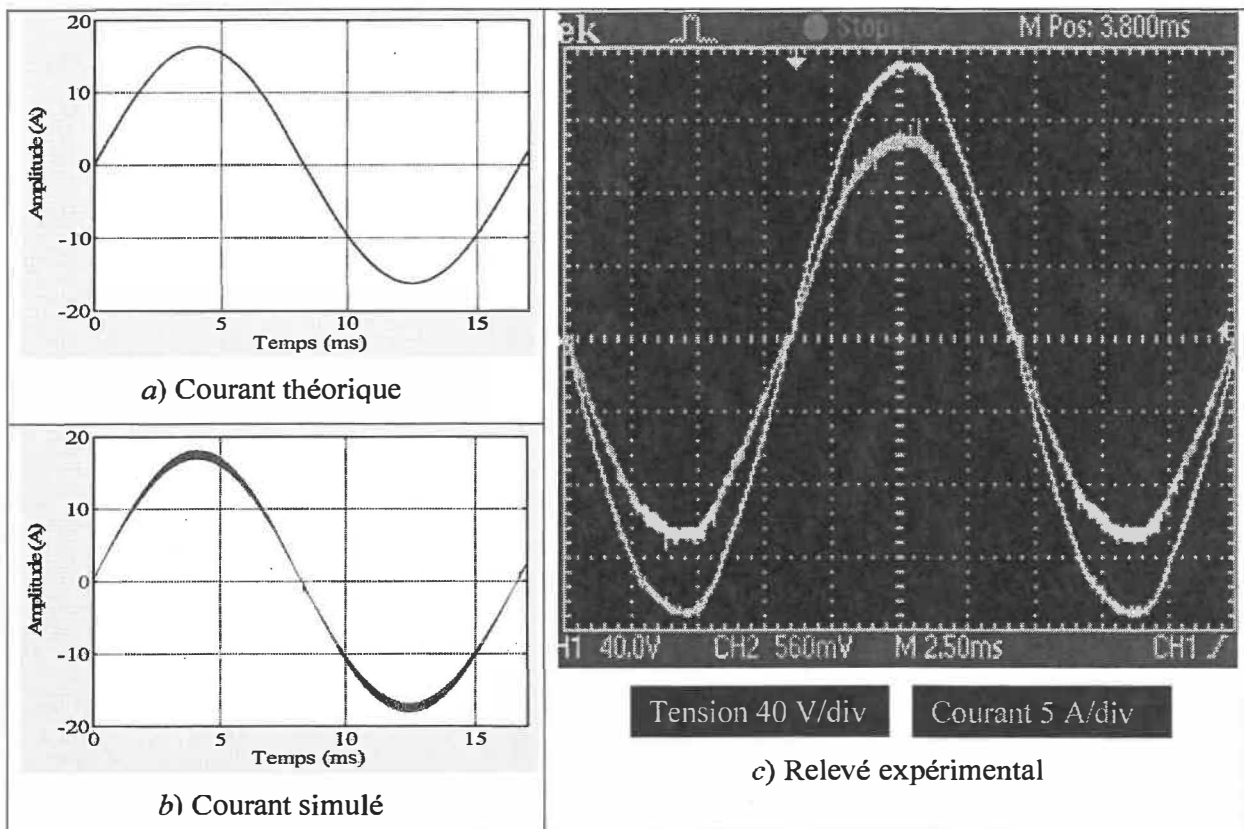 20
10
0
-10
-20
Amplitude (A)
0
5
10
15
Temps (ms)
a) Courant théorique
20
10
0
-10
-20
Amplitude (A)
0
5
10
15
Temps (ms)
b) Courant simulé
ek
Stop
M Pos: 3.800ms
H1 40.0V
CH2 560mV
M 2.50ms
CH1
Tension 40 V/div
Courant 5 A/div
c) Relevé expérimental